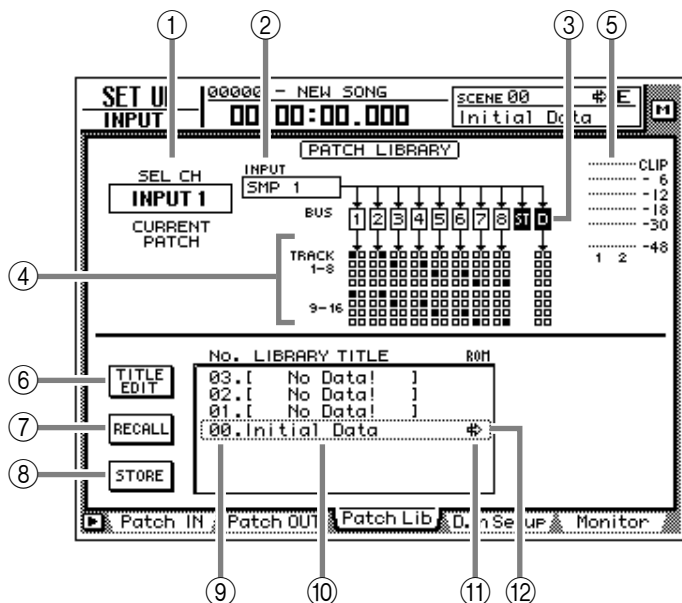 ① ② ③ ⑤
SET U 00000 - NEW SONG SCENE 00 E
INPUT 00 00:00.000 Initial Data M
PATCH LIBRARY
SEL CH
INPUT 1
CURRENT
PATCH
INPUT
SMP 1
BUS 1 2 3 4 5 6 7 8 ST D
④
TRACK
1-8
9-16
CLIP
- 6
-12
-18
-30
-48
1 2
No. LIBRARY TITLE ROM
⑥ TITLE
EDIT
03.[ No Data! ]
02.[ No Data! ]
01.[ No Data! ]
⑦ RECALL
00.Initial Data
⑧ STORE
Patch IN Patch OUT Patch Lib D.in Setup Monitor
⑨ ⑩ ⑪ ⑫